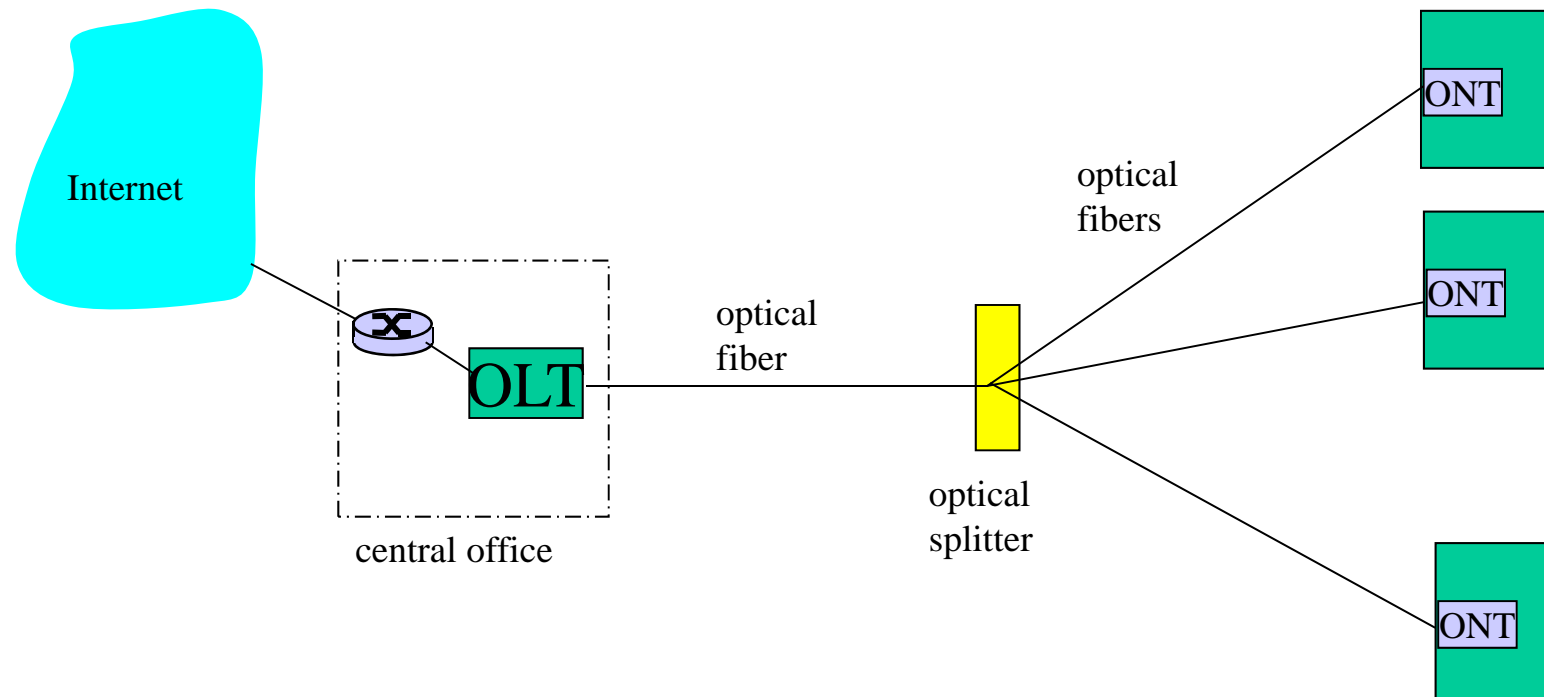 Internet
central office
OLT
optical
fiber
optical
splitter
optical
fibers
ONT
ONT
ONT